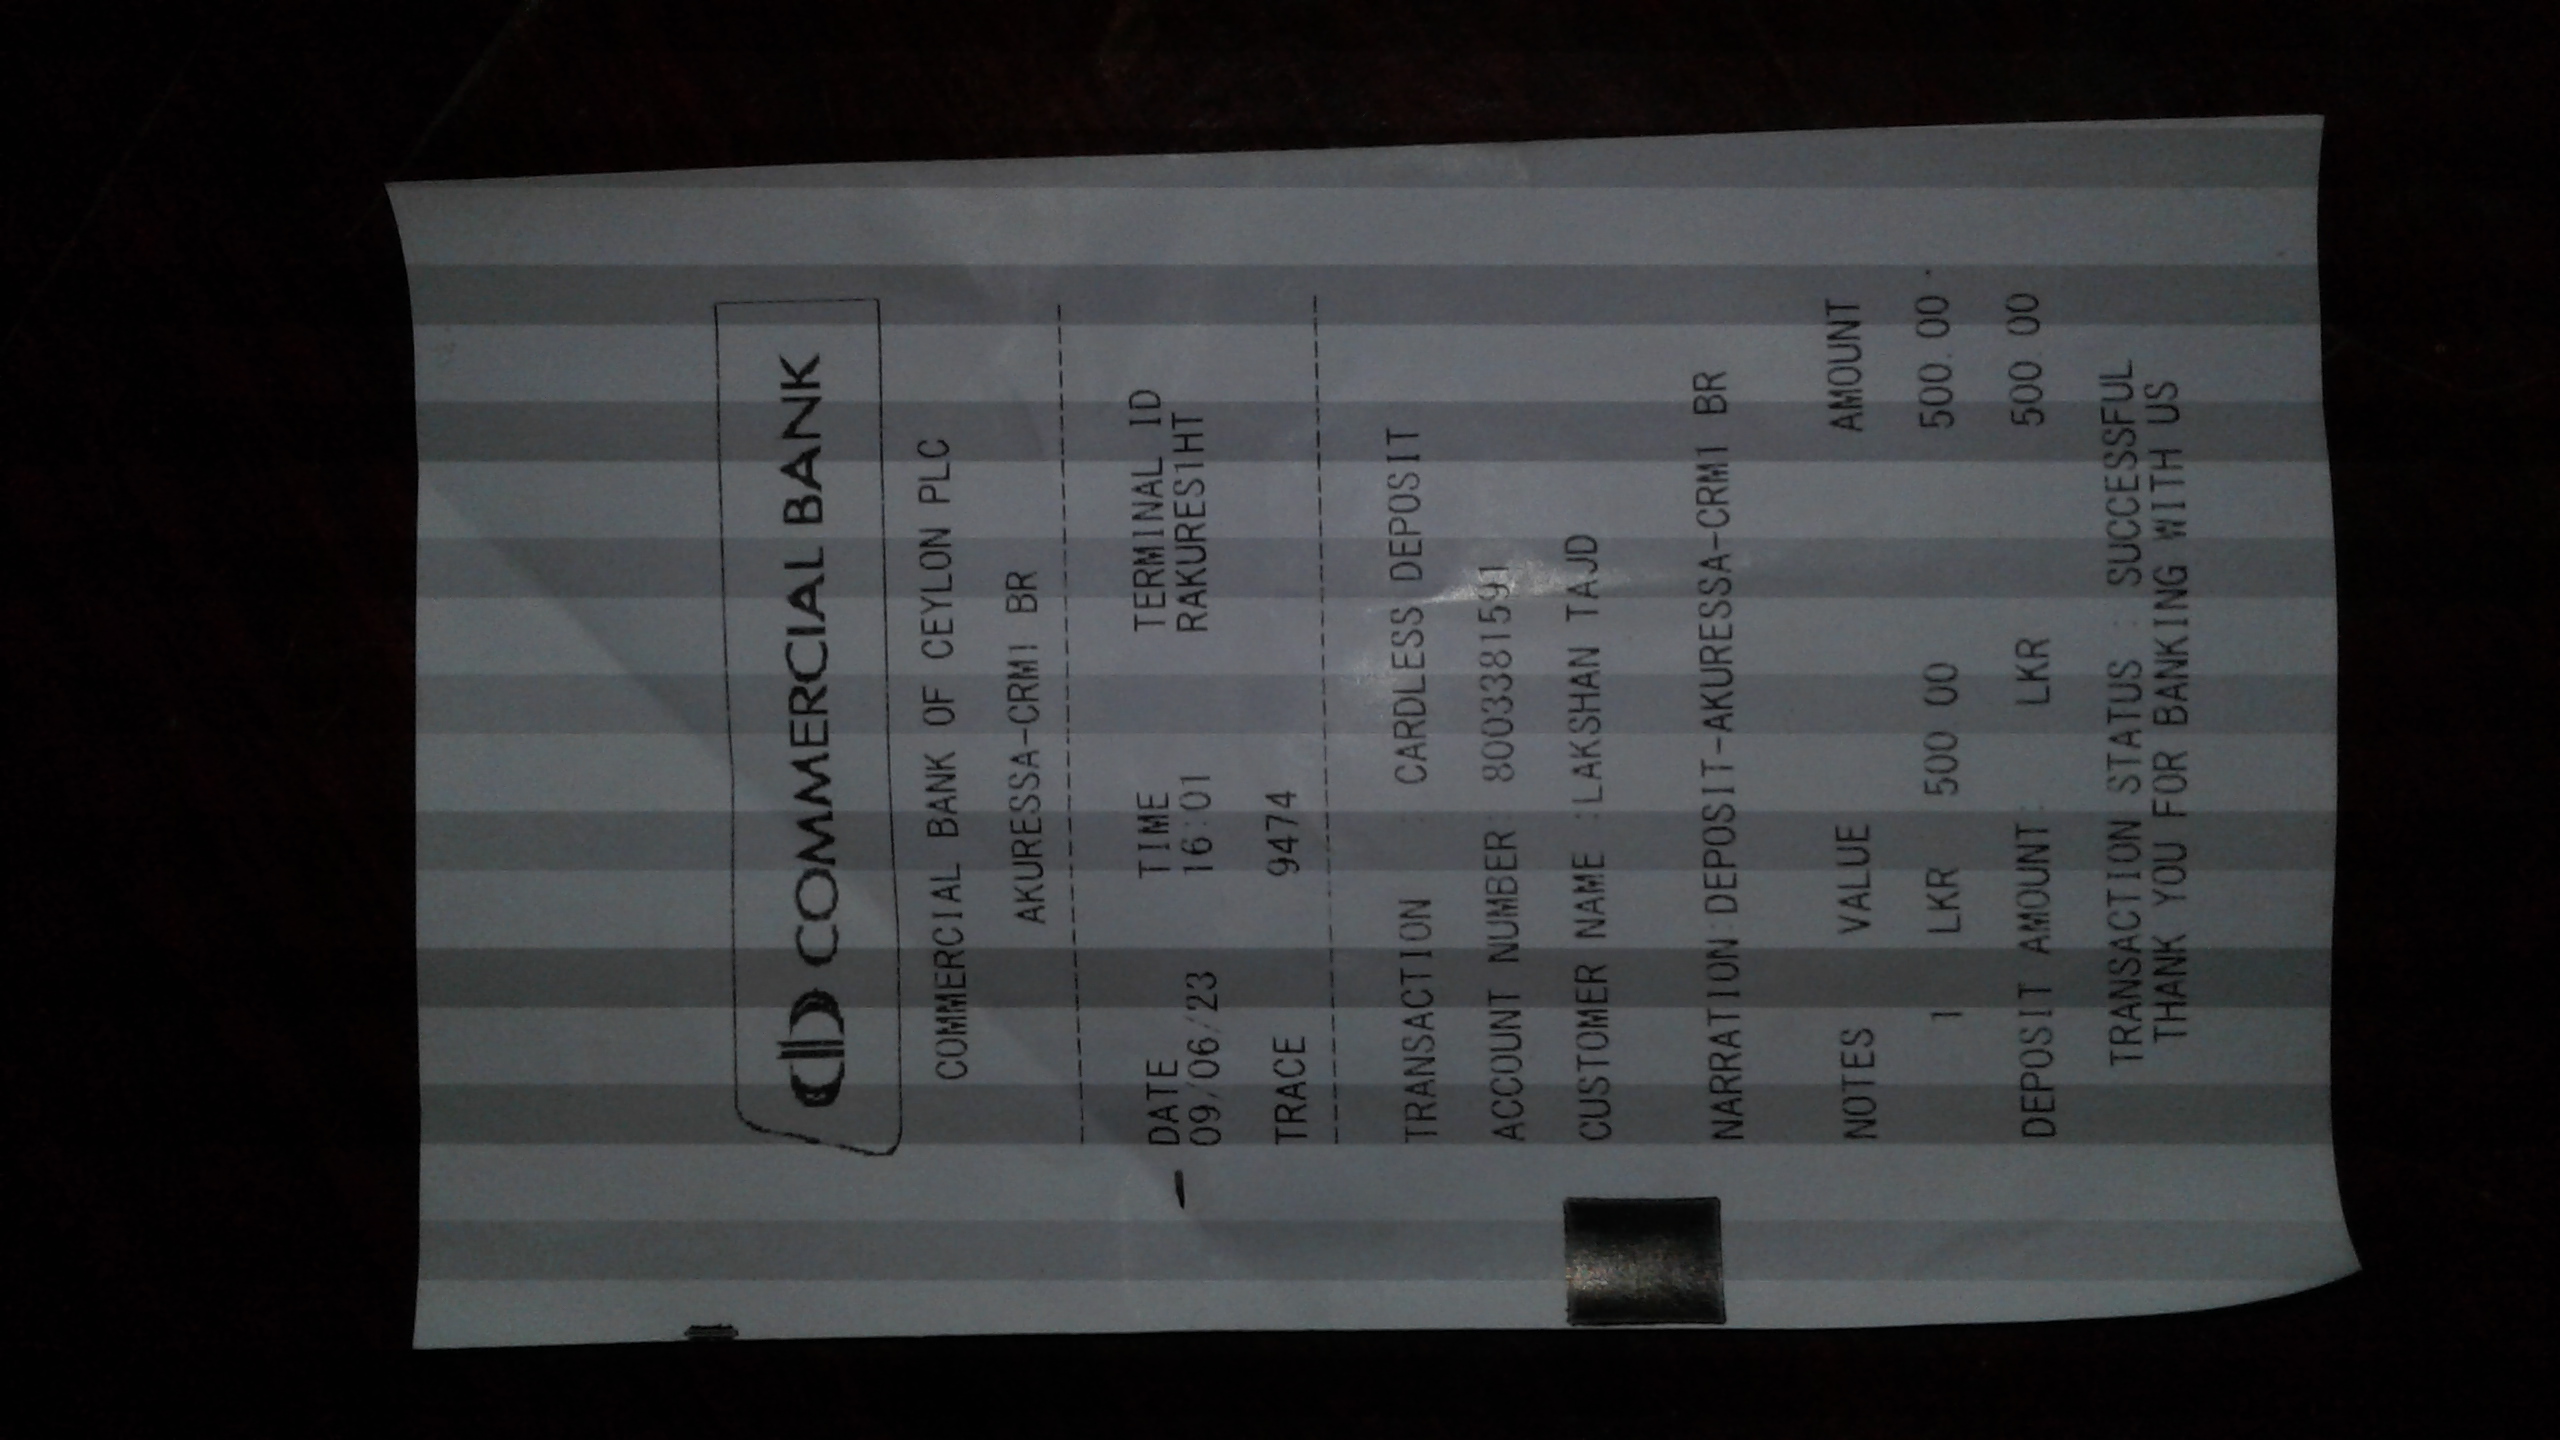 COMMERCIAL BANK
COMMERCIAL BANK OF CEYLON PLC
AKURESSA-CRM1 BR
DATE TIME TERMINAL ID
09/06/23 16:01 RAKURES1HT
TRACE 9474
TRANSACTION : CARDLESS DEPOSIT
ACCOUNT NUMBER: 8003381591
CUSTOMER NAME :LAKSHAN TAJD
NARRATION:DEPOSIT-AKURESSA-CRM1 BR
NOTES VALUE AMOUNT
1 LKR 500.00 500.00
DEPOSIT AMOUNT: LKR 500.00
TRANSACTION STATUS : SUCCESSFUL
THANK YOU FOR BANKING WITH US